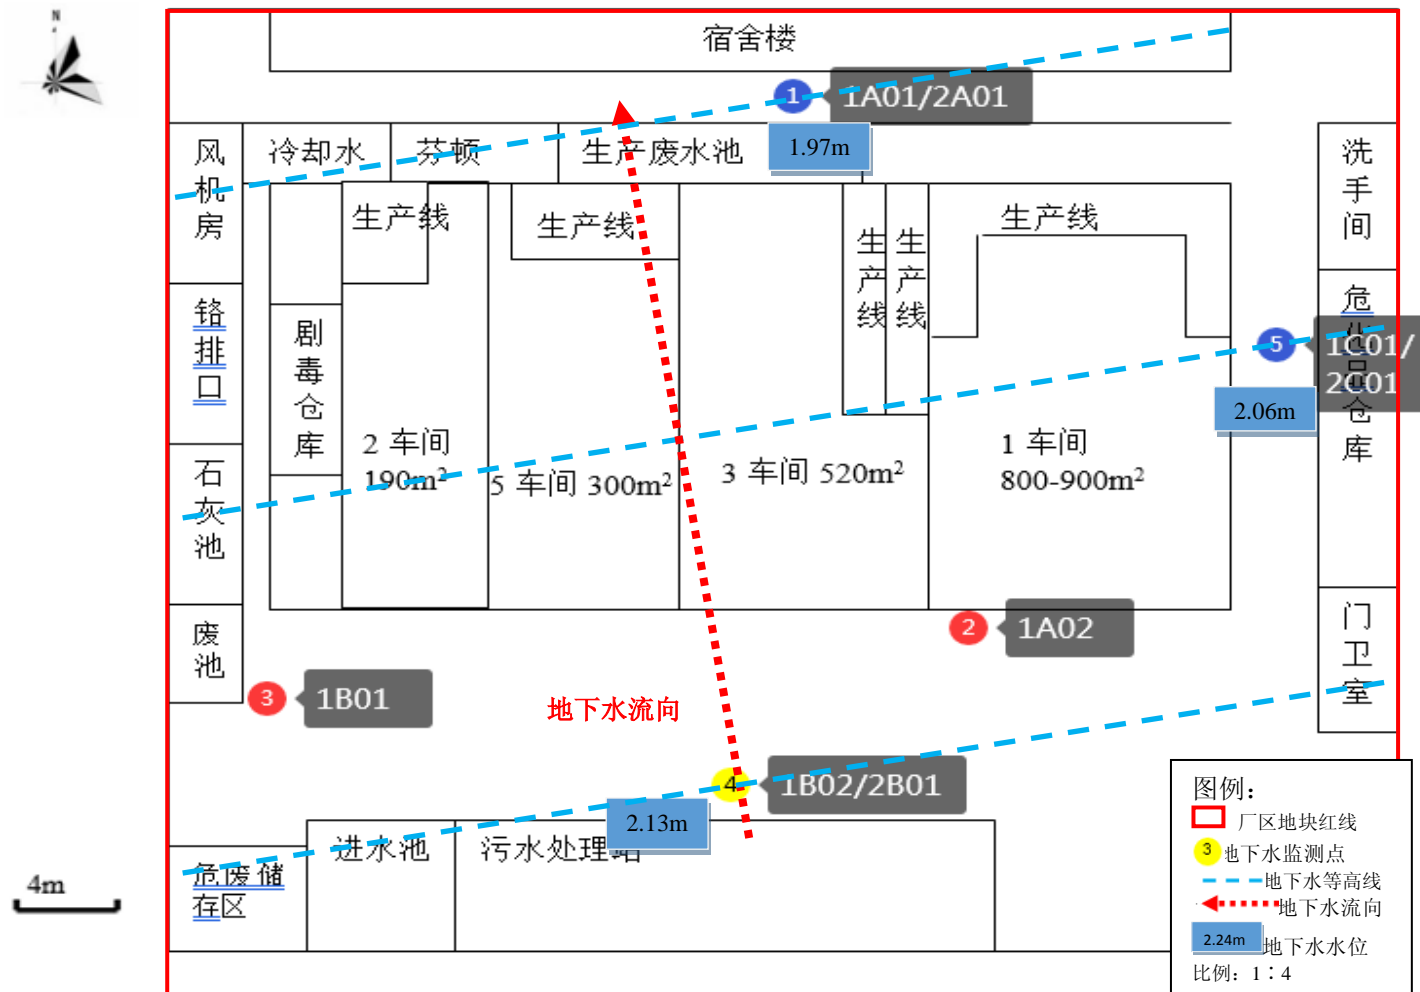 N
宿舍楼
1
1A01/2A01
1.97m
风机房
冷却水
芬顿
生产废水池
洗手间
生产线
生产线
生产线
生产线
生产线
铬排口
剧毒仓库
危化品仓库
5
1C01/
2C01
2.06m
2 车间
190m²
5 车间 300m²
3 车间 520m²
1 车间
800-900m²
石灰池
废池
2
1A02
门卫室
3
1B01
地下水流向
4
1B02/2B01
2.13m
进水池
污水处理站
危废储
存区
4m
图例：
厂区地块红线
3
地下水监测点
地下水等高线
地下水流向
2.24m
地下水水位
比例：1：4